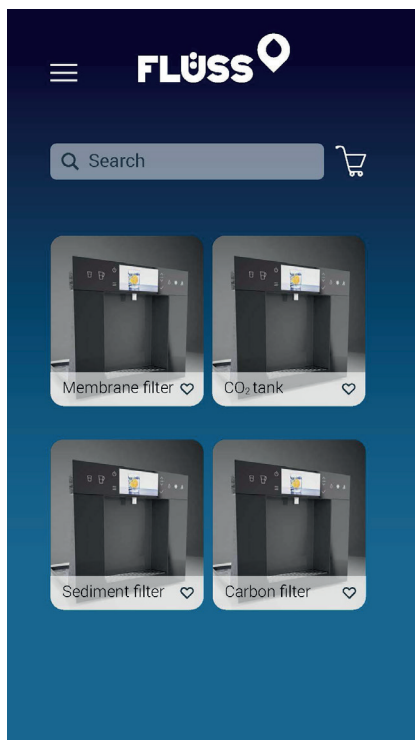 FLÜSS
Search
Membrane filter
CO₂ tank
Sediment filter
Carbon filter